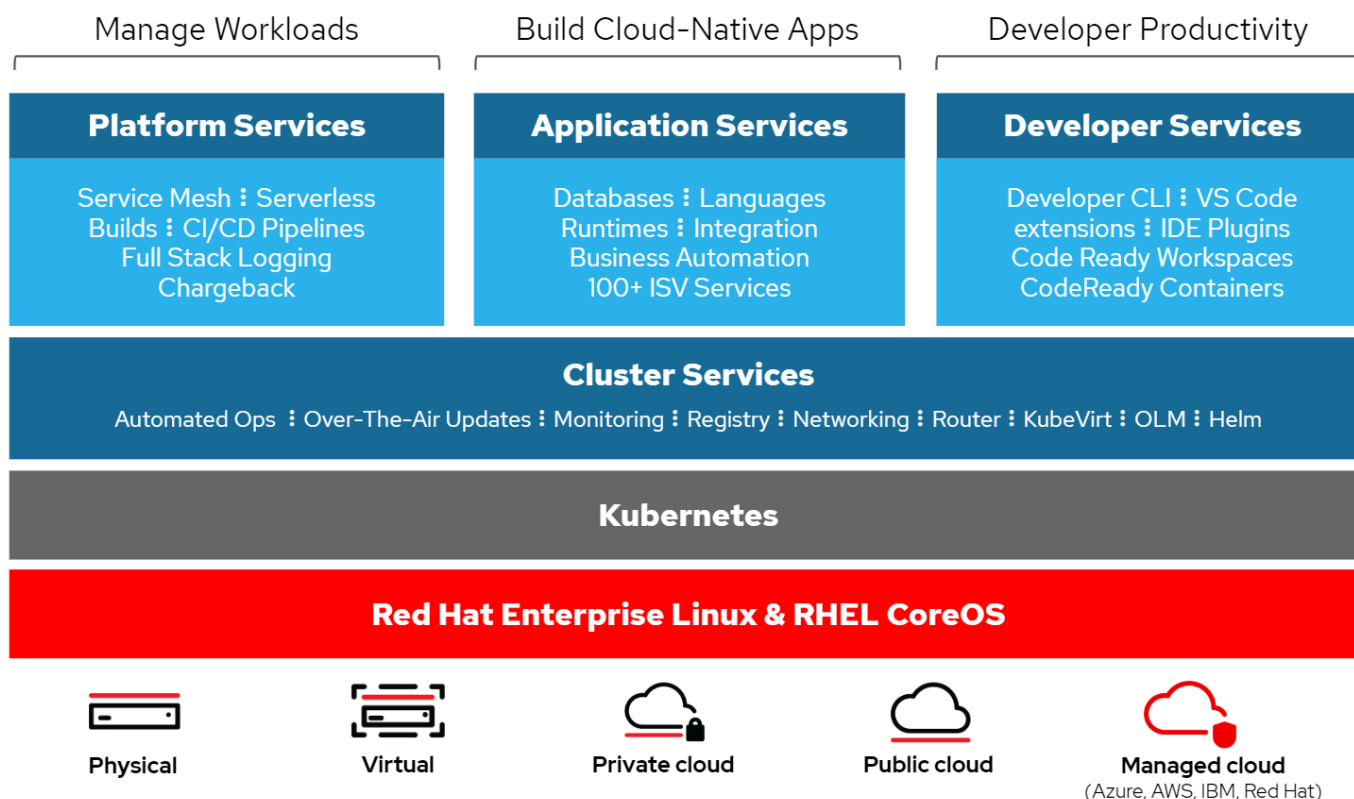 Manage Workloads
Build Cloud-Native Apps
Developer Productivity
Platform Services
Service Mesh ⋮ Serverless
Builds ⋮ CI/CD Pipelines
Full Stack Logging
Chargeback
Application Services
Databases ⋮ Languages
Runtimes ⋮ Integration
Business Automation
100+ ISV Services
Developer Services
Developer CLI ⋮ VS Code
extensions ⋮ IDE Plugins
Code Ready Workspaces
CodeReady Containers
Cluster Services
Automated Ops ⋮ Over-The-Air Updates ⋮ Monitoring ⋮ Registry ⋮ Networking ⋮ Router ⋮ KubeVirt ⋮ OLM ⋮ Helm
Kubernetes
Red Hat Enterprise Linux & RHEL CoreOS
Physical
Virtual
Private cloud
Public cloud
Managed cloud
(Azure, AWS, IBM, Red Hat)